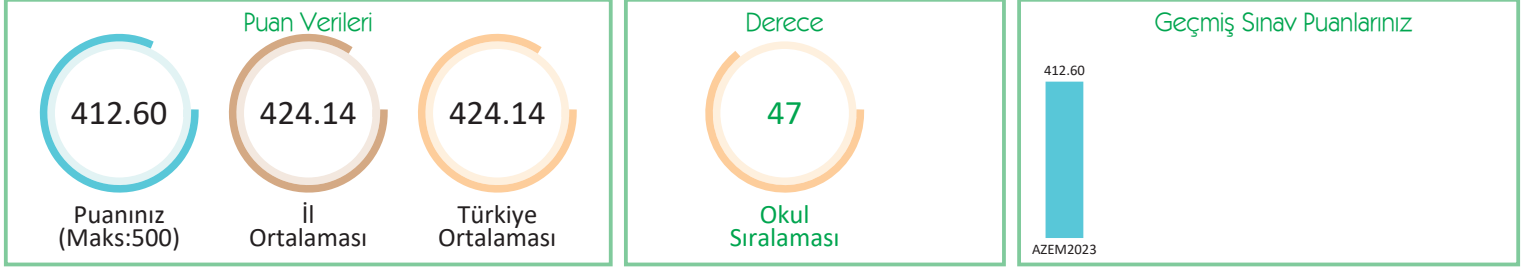 Puan Verileri
412.60
424.14
424.14
Puanınız
(Maks:500)
İl
Ortalaması
Türkiye
Ortalaması
Derece
47
Okul
Sıralaması
Geçmiş Sınav Puanlarınız
412.60
AZEM2023